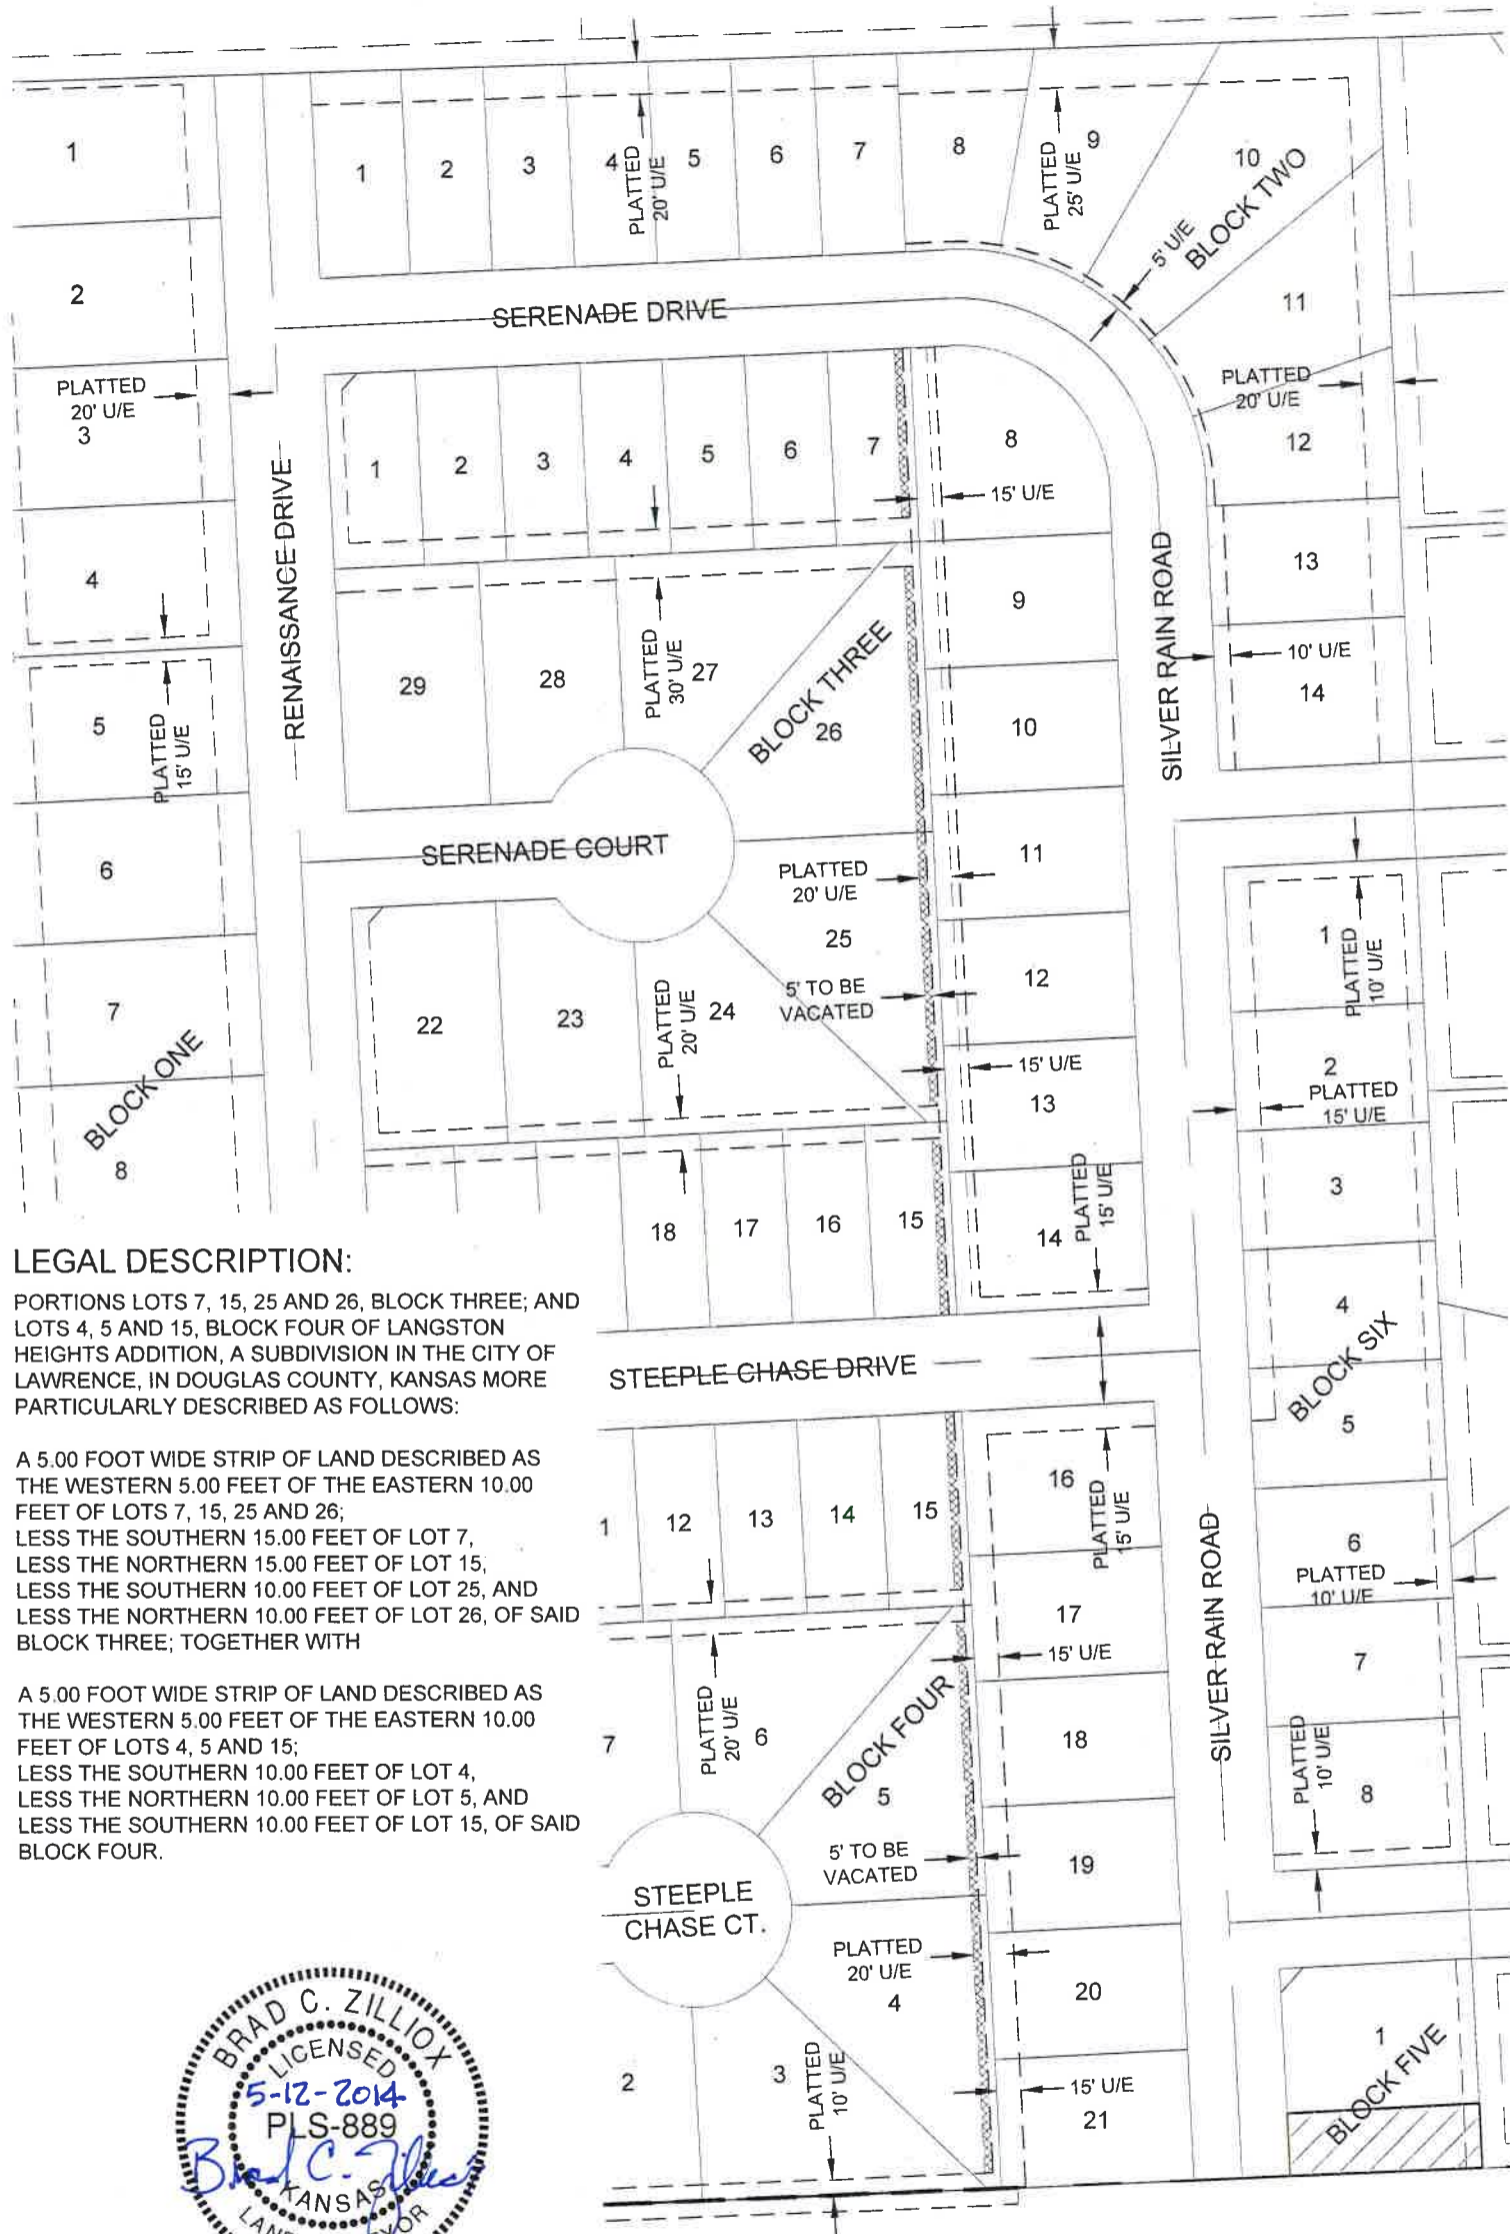 1
2
PLATTED
20' U/E
3
4
5
PLATTED
15' U/E
6
7
BLOCK ONE
8
RENAISSANCE DRIVE
1
2
3
4
PLATTED
20' U/E
5
6
7
8
PLATTED
25' U/E
9
10
5' U/E
BLOCK TWO
11
PLATTED
20' U/E
12
13
10' U/E
14
SERENADE DRIVE
1
2
3
4
5
6
7
8
15' U/E
9
29
28
PLATTED
30' U/E
27
BLOCK THREE
26
10
SILVER RAIN ROAD
SERENADE COURT
PLATTED
20' U/E
25
11
22
23
PLATTED
20' U/E
24
5' TO BE
VACATED
12
15' U/E
13
18
17
16
15
14
PLATTED
15' U/E
1
PLATTED
10' U/E
2
PLATTED
15' U/E
3
4
BLOCK SIX
5
6
PLATTED
10' U/E
7
PLATTED
10' U/E
8
LEGAL DESCRIPTION:
PORTIONS LOTS 7, 15, 25 AND 26, BLOCK THREE; AND
LOTS 4, 5 AND 15, BLOCK FOUR OF LANGSTON
HEIGHTS ADDITION, A SUBDIVISION IN THE CITY OF
LAWRENCE, IN DOUGLAS COUNTY, KANSAS MORE
PARTICULARLY DESCRIBED AS FOLLOWS:
A 5.00 FOOT WIDE STRIP OF LAND DESCRIBED AS
THE WESTERN 5.00 FEET OF THE EASTERN 10.00
FEET OF LOTS 7, 15, 25 AND 26;
LESS THE SOUTHERN 15.00 FEET OF LOT 7,
LESS THE NORTHERN 15.00 FEET OF LOT 15,
LESS THE SOUTHERN 10.00 FEET OF LOT 25, AND
LESS THE NORTHERN 10.00 FEET OF LOT 26, OF SAID
BLOCK THREE; TOGETHER WITH
A 5.00 FOOT WIDE STRIP OF LAND DESCRIBED AS
THE WESTERN 5.00 FEET OF THE EASTERN 10.00
FEET OF LOTS 4, 5 AND 15;
LESS THE SOUTHERN 10.00 FEET OF LOT 4,
LESS THE NORTHERN 10.00 FEET OF LOT 5, AND
LESS THE SOUTHERN 10.00 FEET OF LOT 15, OF SAID
BLOCK FOUR.
STEEPLE CHASE DRIVE
1
12
13
14
15
16
PLATTED
15' U/E
17
15' U/E
SILVER RAIN ROAD
7
PLATTED
20' U/E
6
BLOCK FOUR
5
18
5' TO BE
VACATED
19
STEEPLE
CHASE CT.
PLATTED
20' U/E
4
20
2
3
PLATTED
10' U/E
15' U/E
21
1
BLOCK FIVE
BRAD C. ZILLIOX
LICENSED
5-12-2014
PLS-889
Brad C. Zilliox
KANSAS